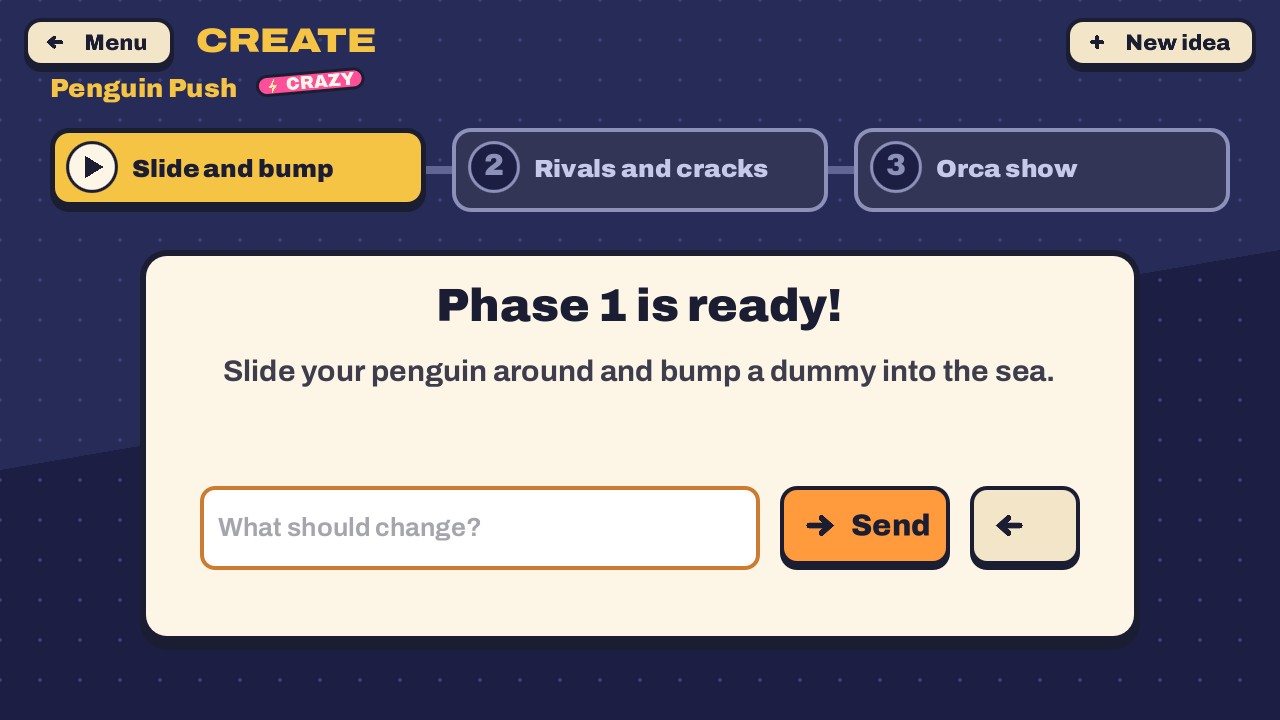 Menu
CREATE
New idea
Penguin Push
CRAZY
Slide and bump
2
Rivals and cracks
3
Orca show
Phase 1 is ready!
Slide your penguin around and bump a dummy into the sea.
What should change?
Send